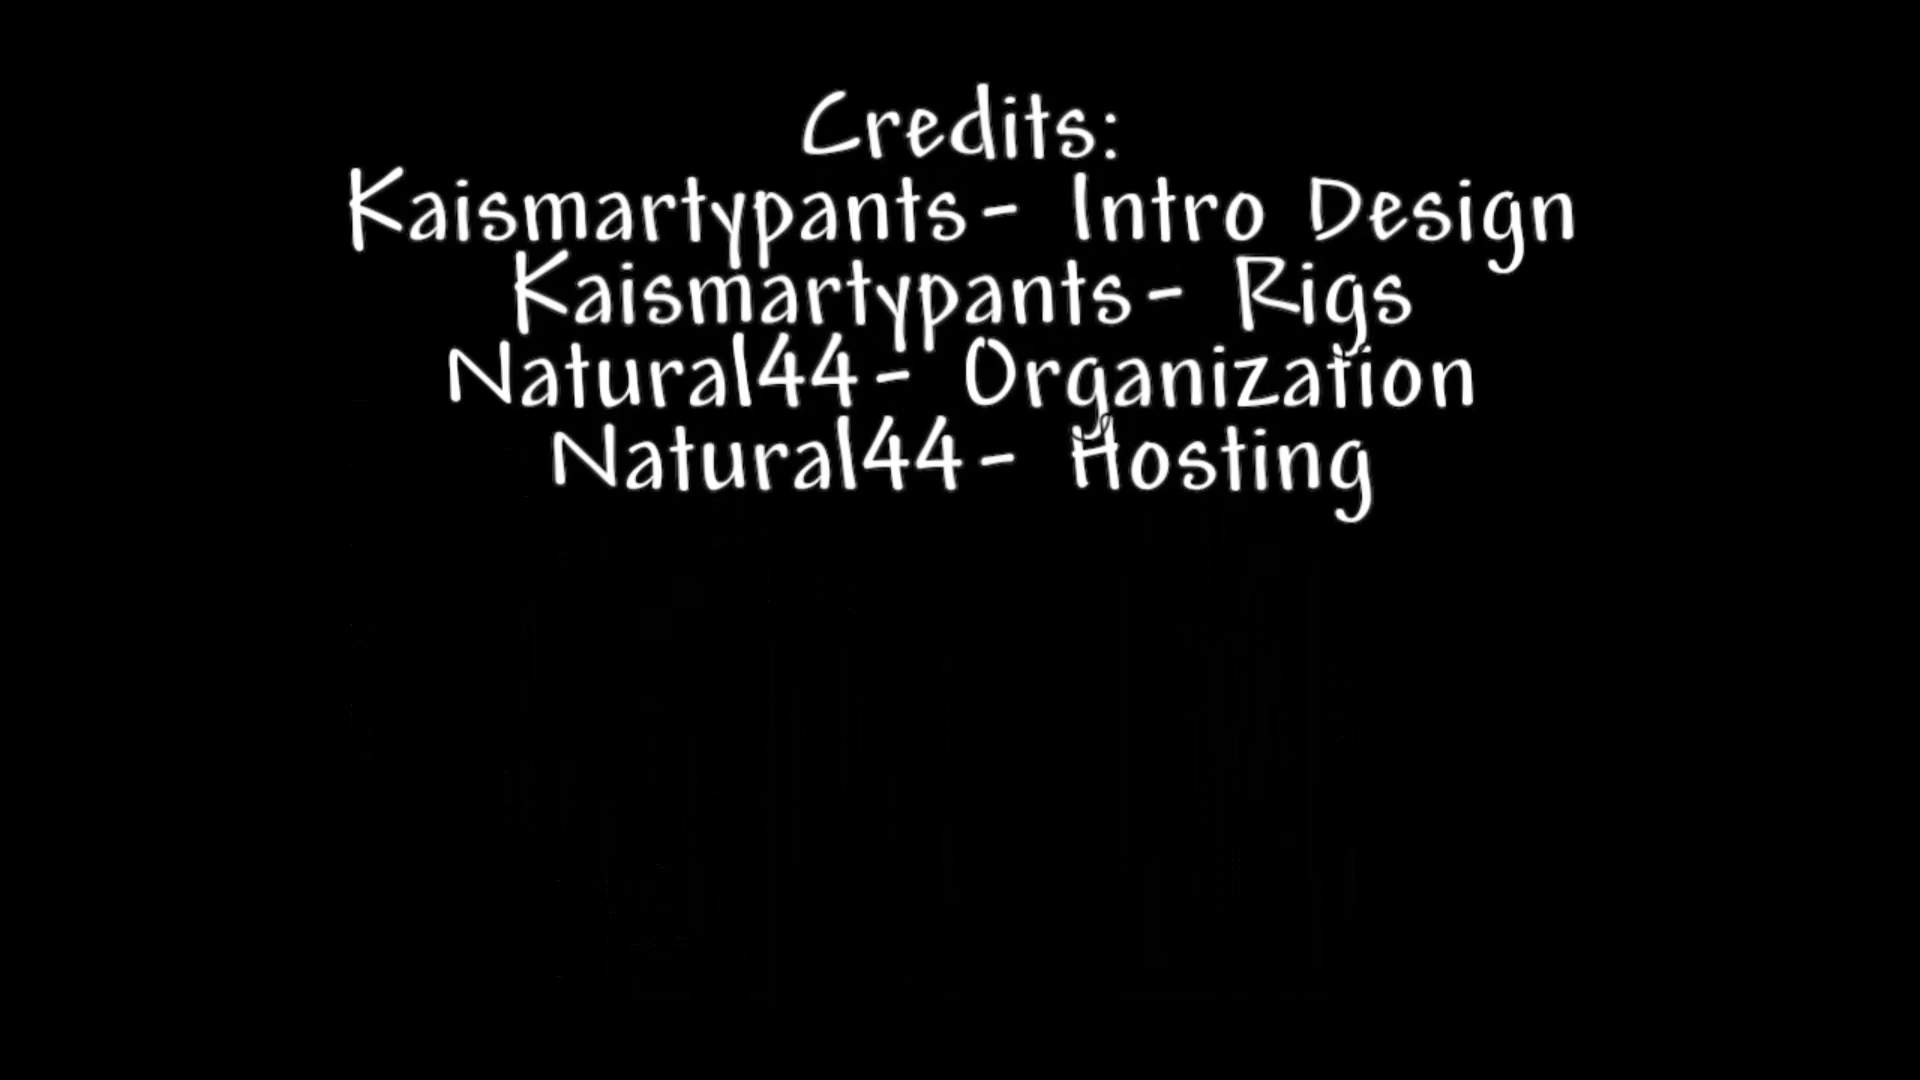 Credits:
Kaismartypants- Intro Design
Kaismartypants- Rigs
Natural44- Organization
Natural44- Hosting